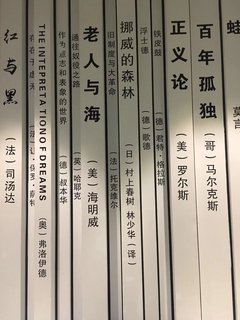 红与黑 (法) 司汤达
THE INTEPRETATION OF DREAMS (奥) 弗洛伊德
作为意志和表象的世界 (德) 叔本华
通往奴役之路 (英) 哈耶克
老人与海 (美) 海明威
旧制度与大革命 (法) 托克维尔
挪威的森林 (日) 村上春树 林少华 (译)
浮士德 (德) 歌德
铁皮鼓 (德) 君特·格拉斯
正义论 (美) 罗尔斯
百年孤独 (哥) 马尔克斯
蛙 莫言